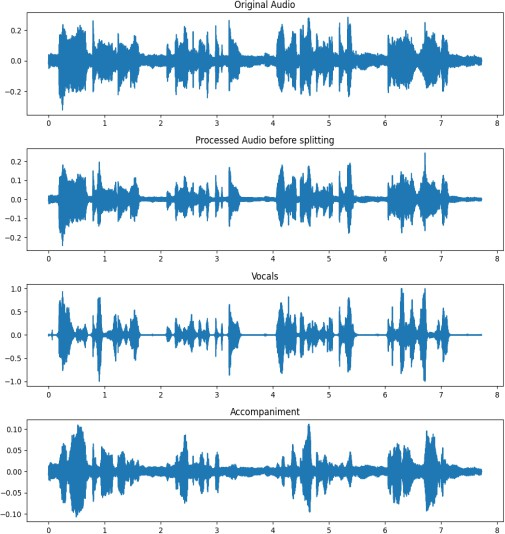 Original Audio
0.2
0.0
−0.2
0 1 2 3 4 5 6 7 8
Processed Audio before splitting
0.2
0.1
0.0
−0.1
−0.2
0 1 2 3 4 5 6 7 8
Vocals
1.0
0.5
0.0
−0.5
−1.0
0 1 2 3 4 5 6 7 8
Accompaniment
0.10
0.05
0.00
−0.05
−0.10
0 1 2 3 4 5 6 7 8